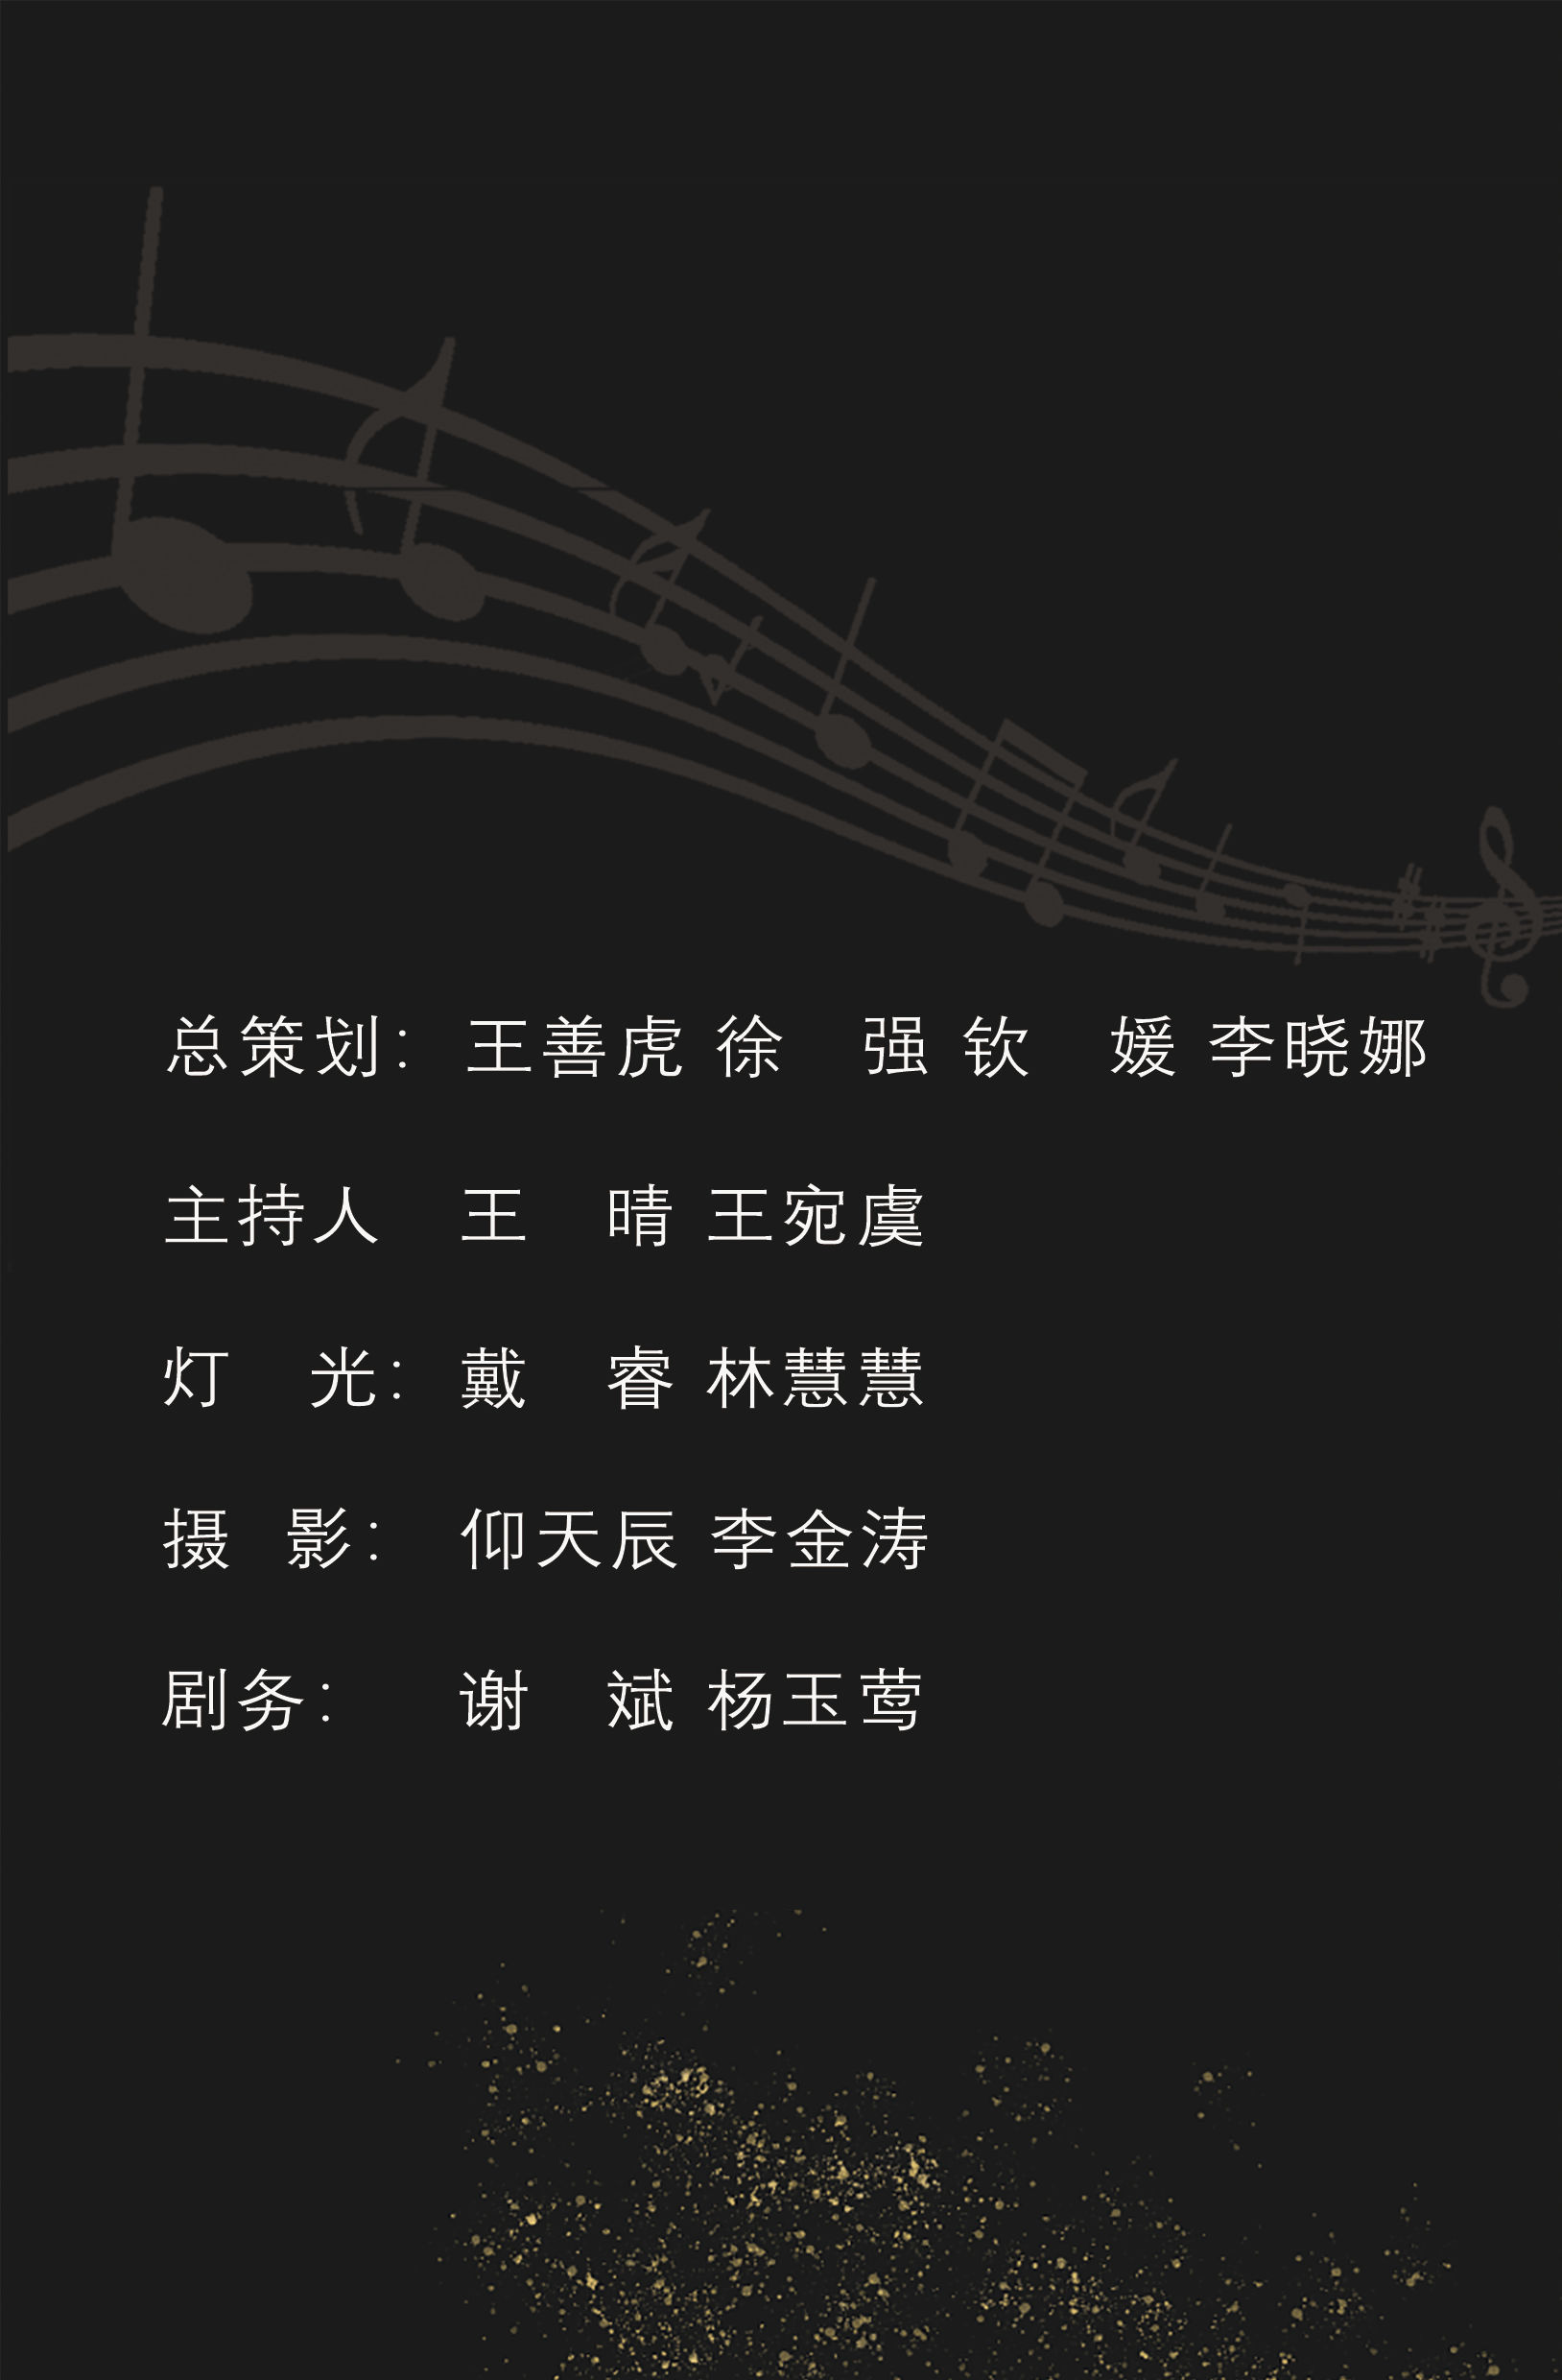 总策划： 王善虎 徐　强 钦　媛 李晓娜
主持人　王　晴 王宛虞
灯　光： 戴　睿 林慧慧
摄　影： 仰天辰 李金涛
剧务：　谢　斌 杨玉莺